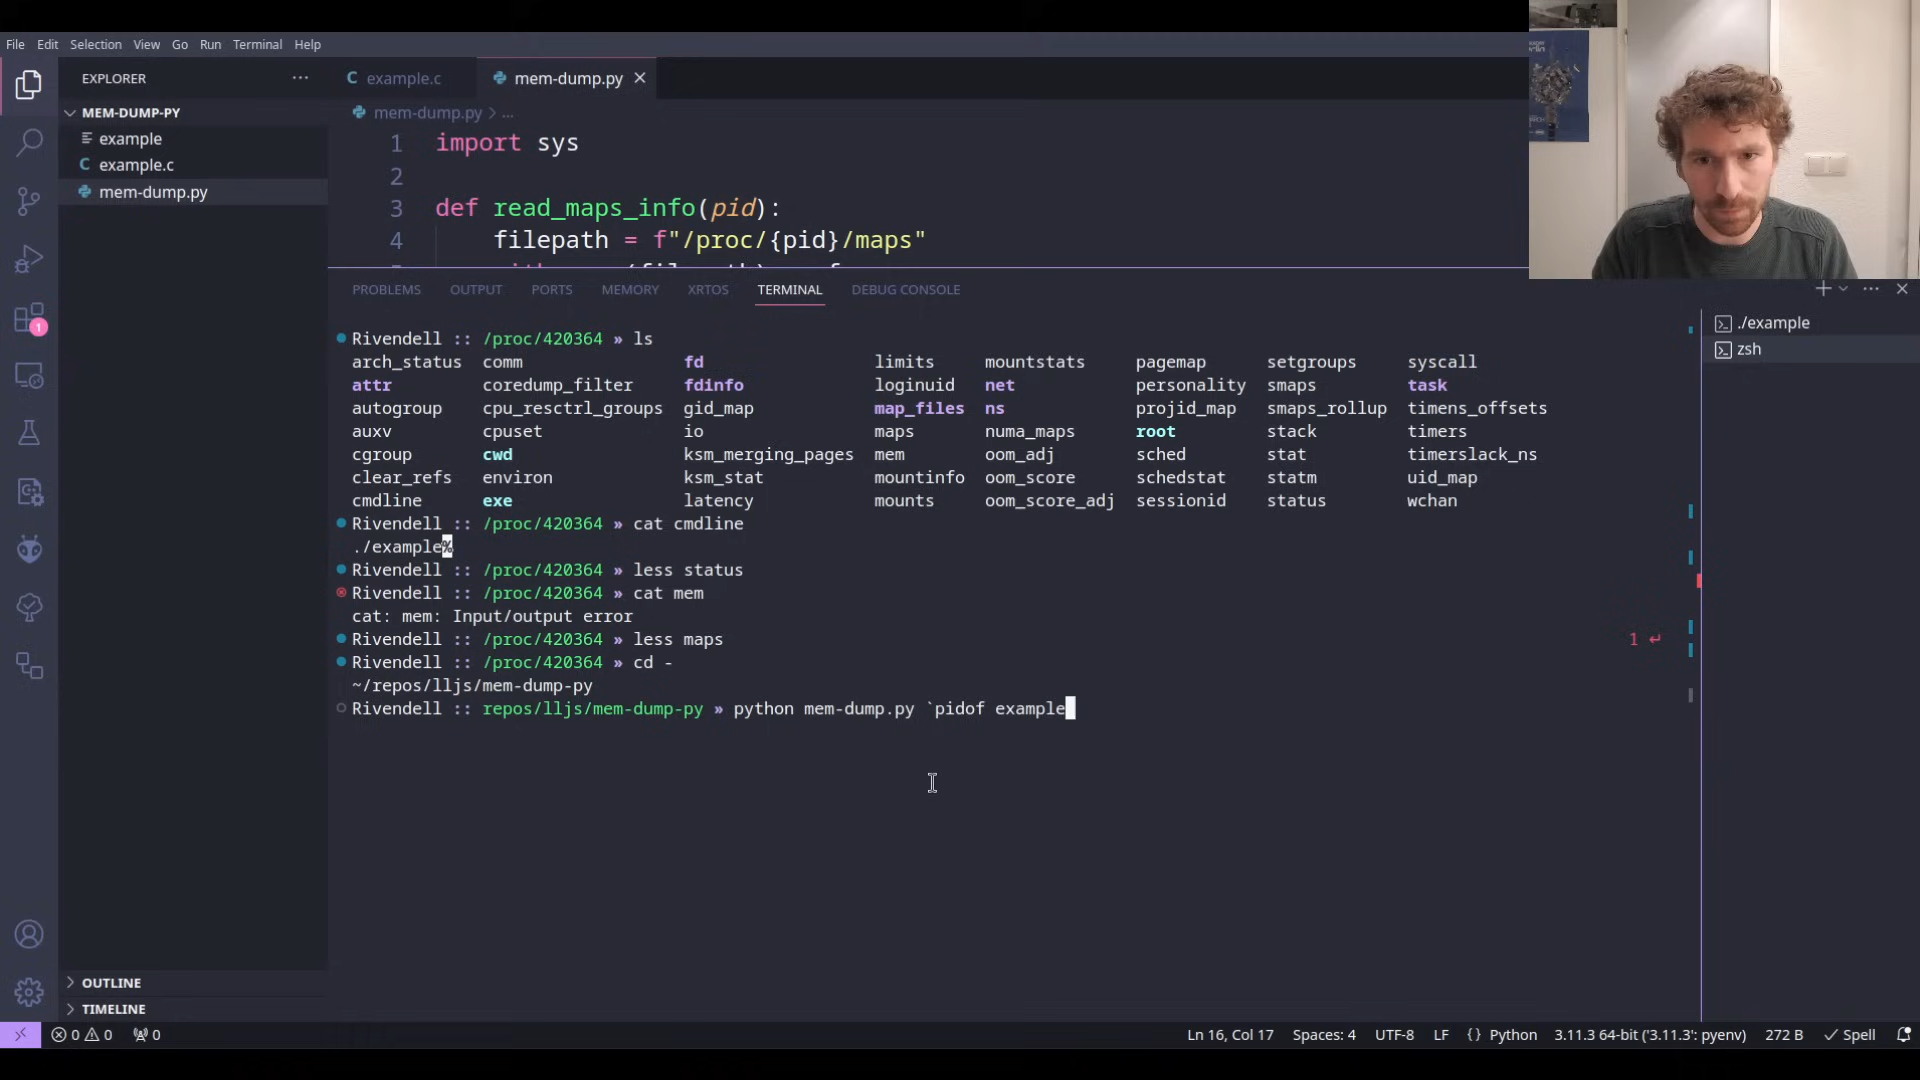 File Edit Selection View Go Run Terminal Help
EXPLORER
MEM-DUMP-PY
example
C example.c
mem-dump.py
OUTLINE
TIMELINE
C example.c
mem-dump.py
mem-dump.py > ...
1 import sys
2
3 def read_maps_info(pid):
4 filepath = f"/proc/{pid}/maps"
PROBLEMS OUTPUT PORTS MEMORY XRTOS TERMINAL DEBUG CONSOLE
Rivendell :: /proc/420364 » ls
arch_status comm fd limits mountstats pagemap setgroups syscall
attr coredump_filter fdinfo loginuid net personality smaps task
autogroup cpu_resctrl_groups gid_map map_files ns projid_map smaps_rollup timens_offsets
auxv cpuset io maps numa_maps root stack timers
cgroup cwd ksm_merging_pages mem oom_adj sched stat timerslack_ns
clear_refs environ ksm_stat mountinfo oom_score schedstat statm uid_map
cmdline exe latency mounts oom_score_adj sessionid status wchan
Rivendell :: /proc/420364 » cat cmdline
./example%
Rivendell :: /proc/420364 » less status
Rivendell :: /proc/420364 » cat mem
cat: mem: Input/output error
Rivendell :: /proc/420364 » less maps 1 ↵
Rivendell :: /proc/420364 » cd -
~/repos/lljs/mem-dump-py
Rivendell :: repos/lljs/mem-dump-py » python mem-dump.py `pidof example
./example
zsh
1
0 0 0 Ln 16, Col 17 Spaces: 4 UTF-8 LF {} Python 3.11.3 64-bit ('3.11.3': pyenv) 272 B Spell